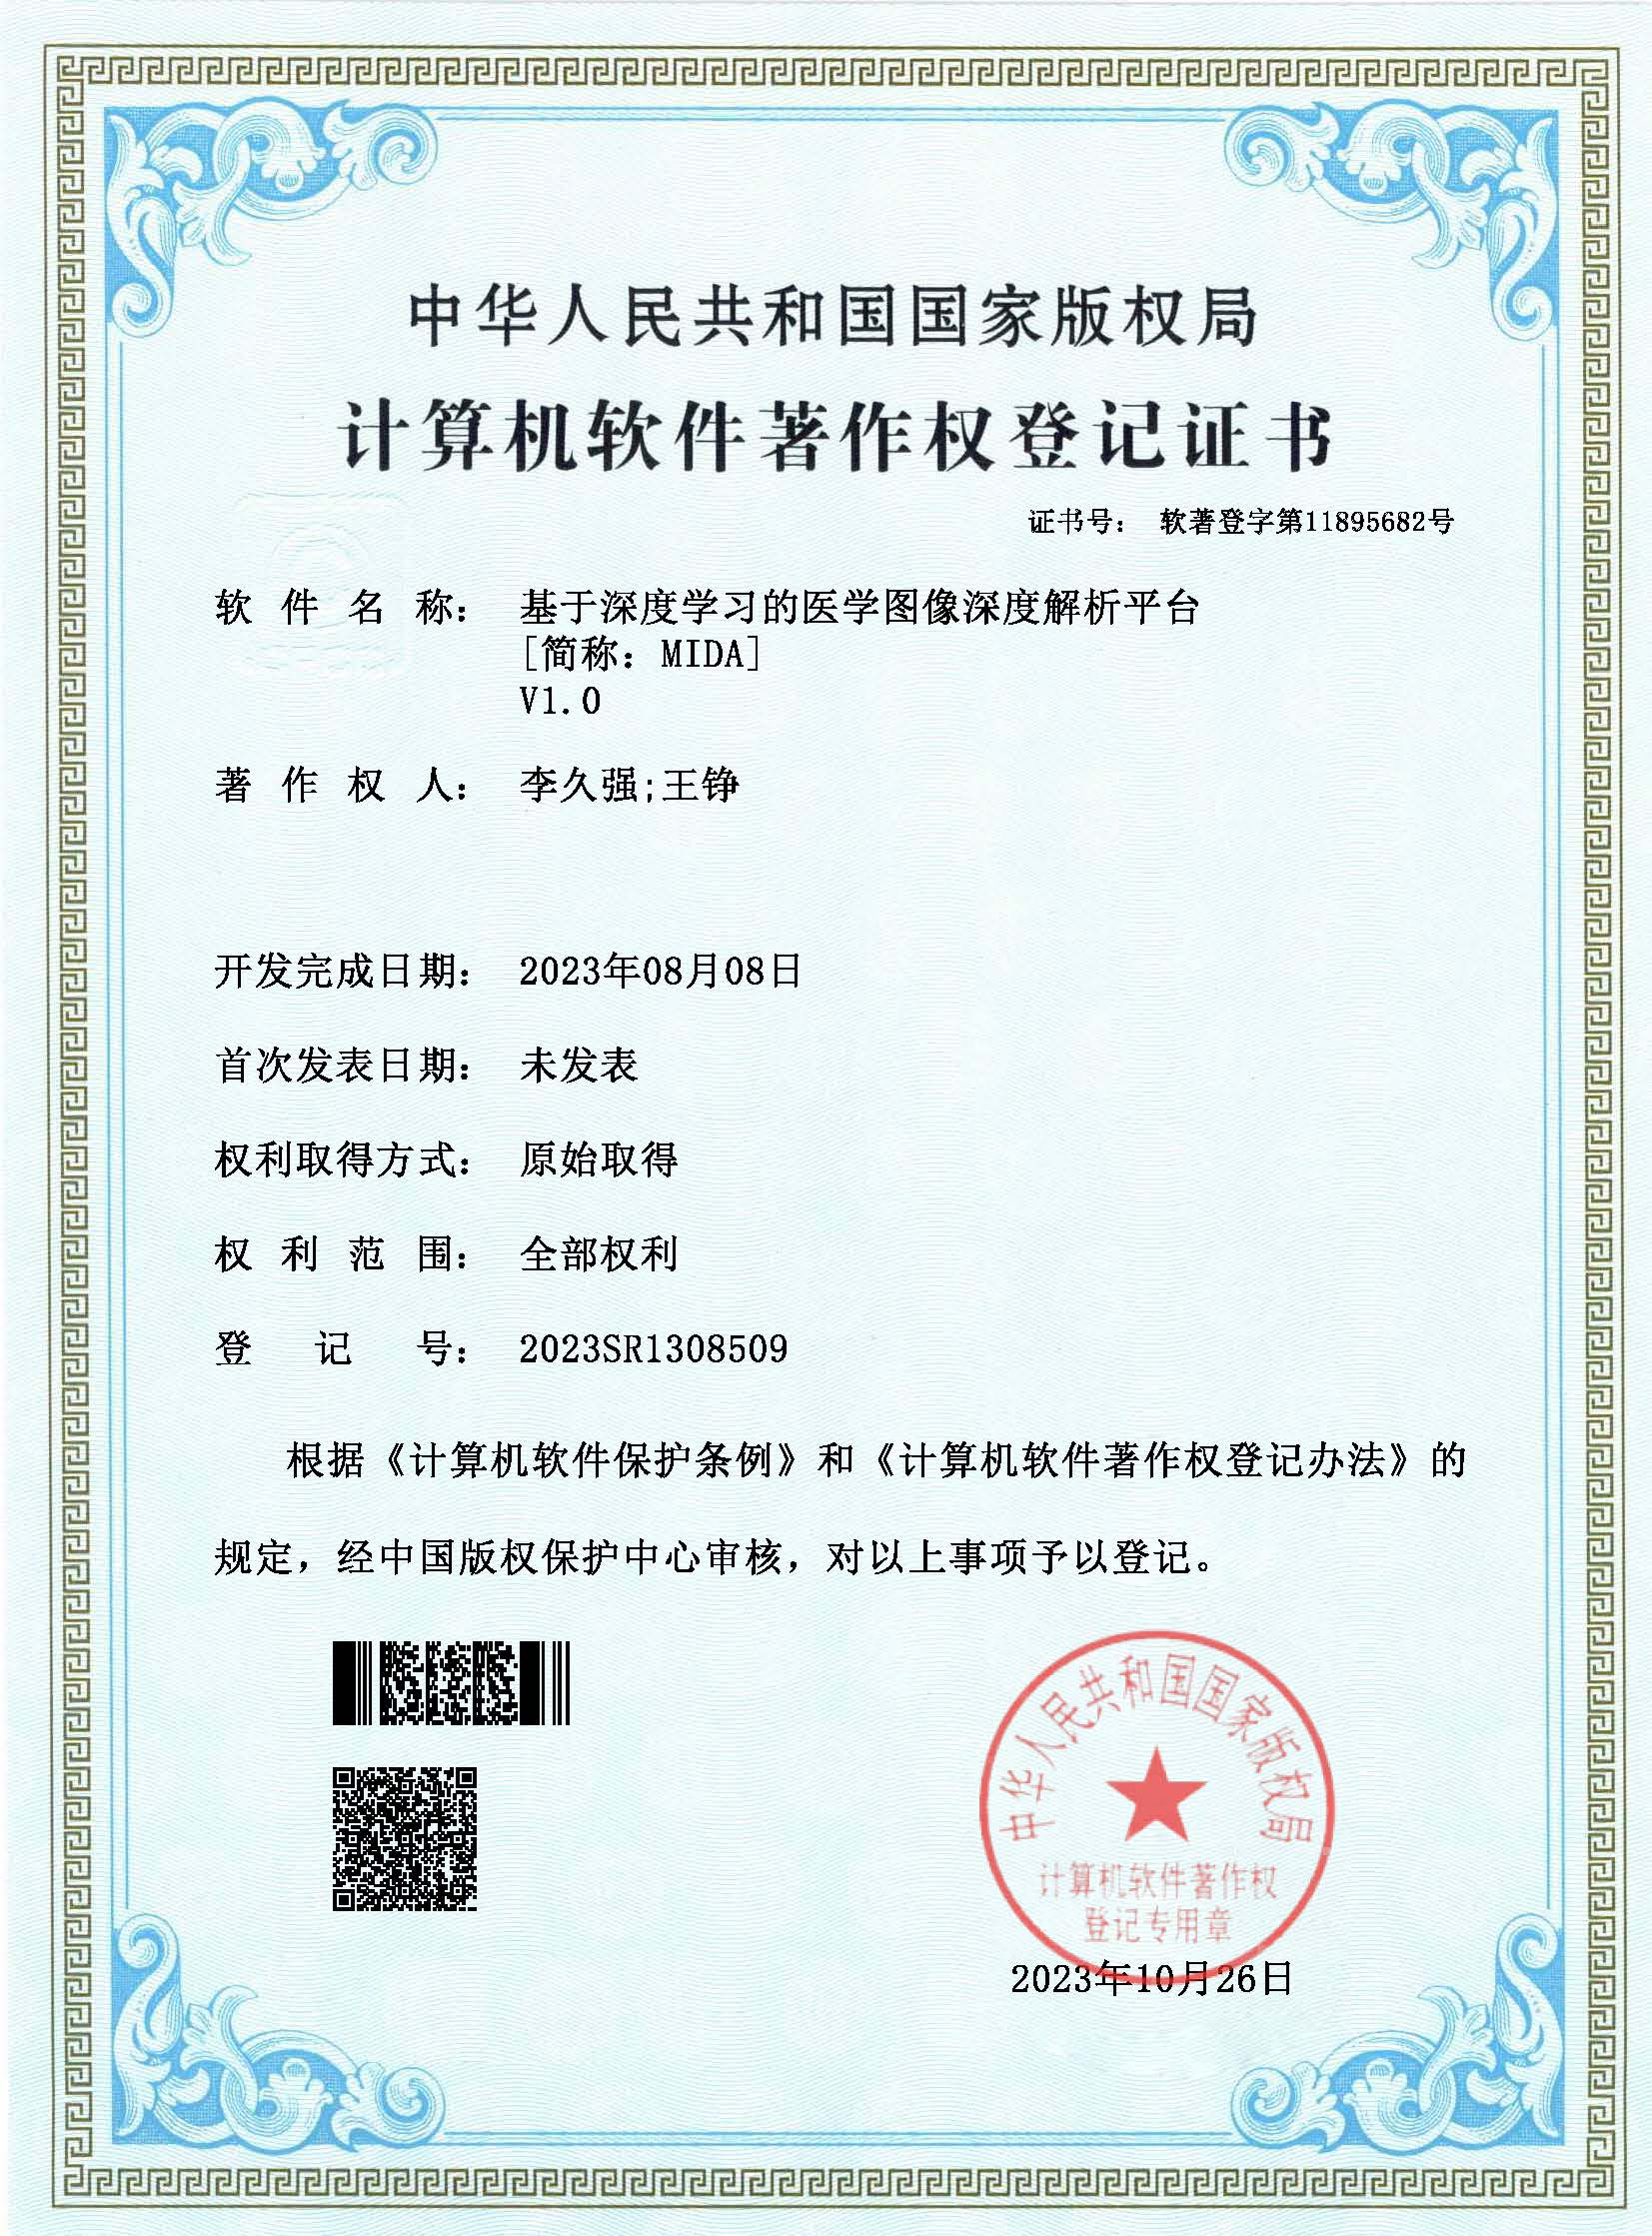 中华人民共和国国家版权局
计算机软件著作权登记证书
证书号： 软著登字第11895682号
软件名称： 基于深度学习的医学图像深度解析平台
[简称：MIDA]
V1.0
著作权人： 李久强;王铮
开发完成日期： 2023年08月08日
首次发表日期： 未发表
权利取得方式： 原始取得
权利范围： 全部权利
登记号： 2023SR1308509
根据《计算机软件保护条例》和《计算机软件著作权登记办法》的
规定，经中国版权保护中心审核，对以上事项予以登记。
中华人民共和国国家版权局
计算机软件著作权
登记专用章
2023年10月26日